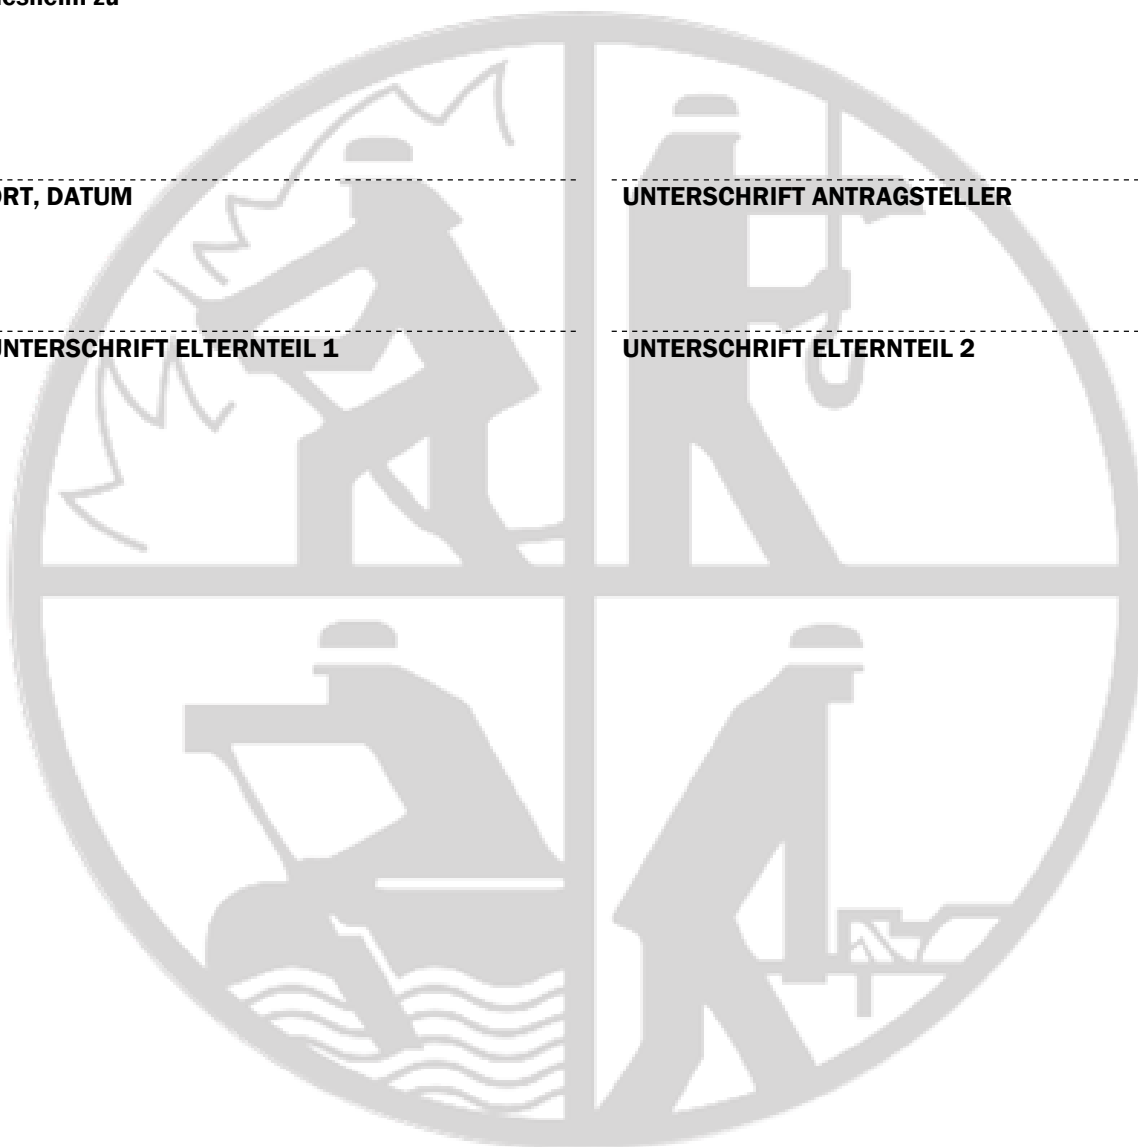 ORT, DATUM UNTERSCHRIFT ANTRAGSTELLER
UNTERSCHRIFT ELTERNTEIL 1 UNTERSCHRIFT ELTERNTEIL 2